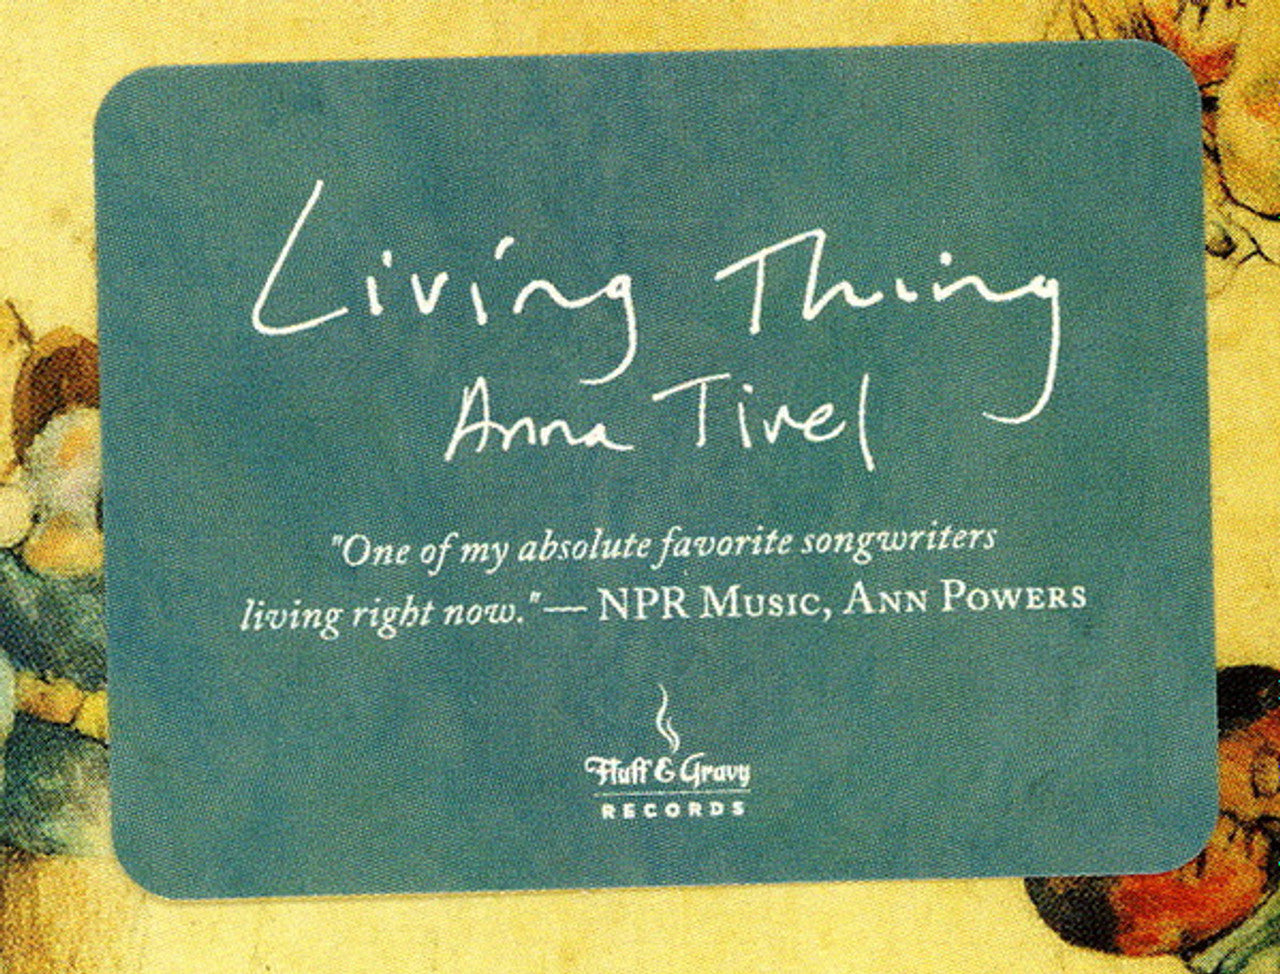 Living Thing
Anna Tivel
"One of my absolute favorite songwriters
living right now."— NPR Music, Ann Powers
Fluff & Gravy
RECORDS